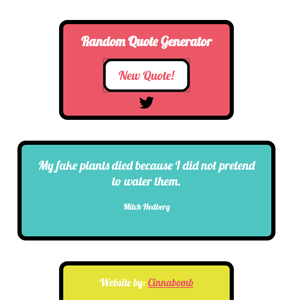 Random Quote Generator
New Quote!
My fake plants died because I did not pretend
to water them.
Mitch Hedberg
Website by: Cinnabomb